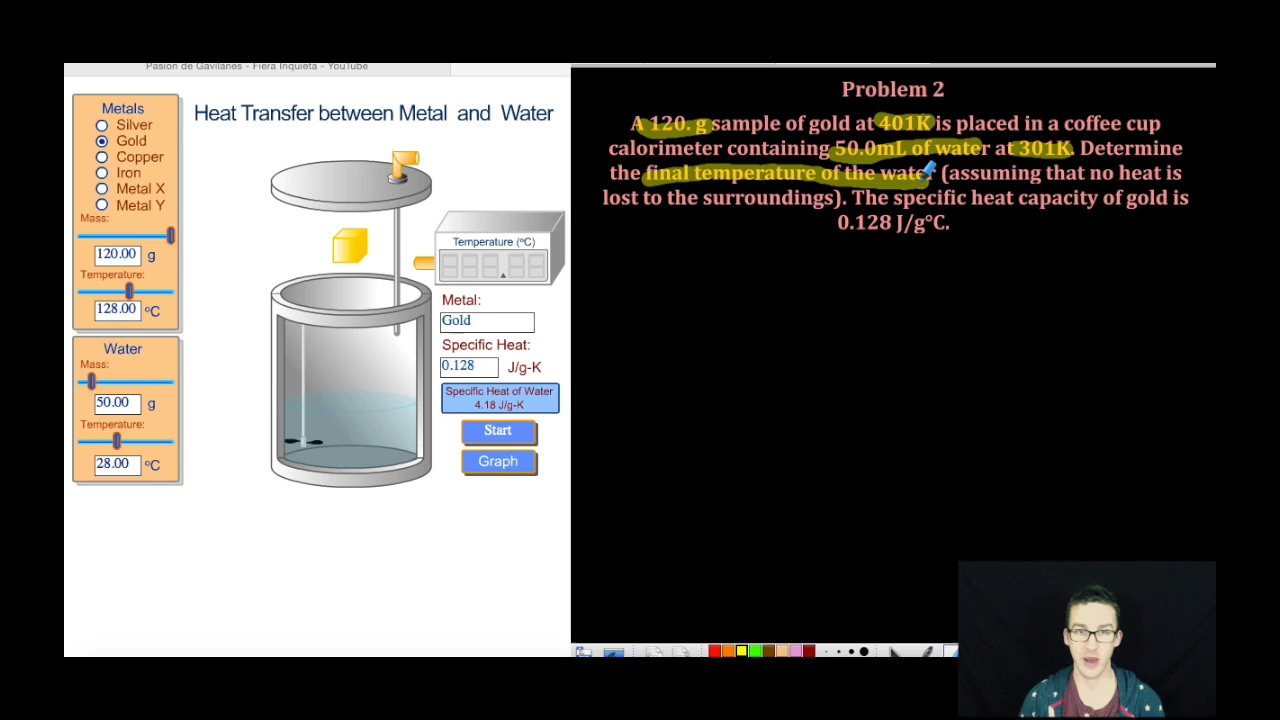 Pasion de Gavilanes - Fiera Inquieta - YouTube
Metals
Silver
Gold
Copper
Iron
Metal X
Metal Y
Mass:
120.00 g
Temperature:
128.00 °C
Water
Mass:
50.00 g
Temperature:
28.00 °C
Heat Transfer between Metal and Water
Temperature (ºC)
Metal:
Gold
Specific Heat:
0.128 J/g-K
Specific Heat of Water
4.18 J/g-K
Start
Graph
Problem 2
A 120. g sample of gold at 401K is placed in a coffee cup
calorimeter containing 50.0mL of water at 301K. Determine
the final temperature of the water (assuming that no heat is
lost to the surroundings). The specific heat capacity of gold is
0.128 J/g°C.